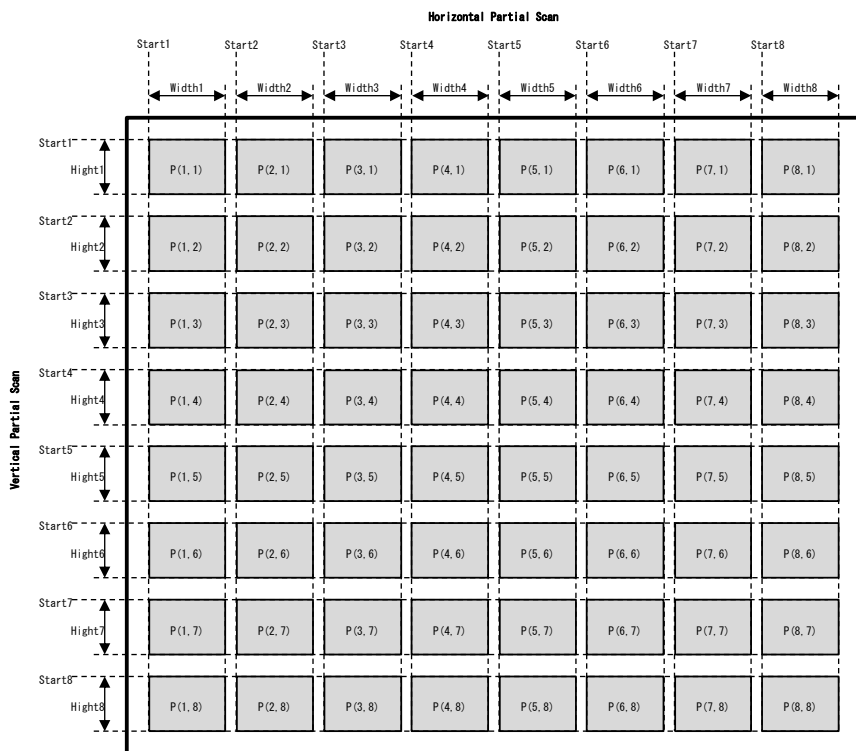 Horizontal Partial Scan
Start1 Start2 Start3 Start4 Start5 Start6 Start7 Start8
Width1 Width2 Width3 Width4 Width5 Width6 Width7 Width8
Vertical Partial Scan
Start1
Hight1 P(1,1) P(2,1) P(3,1) P(4,1) P(5,1) P(6,1) P(7,1) P(8,1)
Start2
Hight2 P(1,2) P(2,2) P(3,2) P(4,2) P(5,2) P(6,2) P(7,2) P(8,2)
Start3
Hight3 P(1,3) P(2,3) P(3,3) P(4,3) P(5,3) P(6,3) P(7,3) P(8,3)
Start4
Hight4 P(1,4) P(2,4) P(3,4) P(4,4) P(5,4) P(6,4) P(7,4) P(8,4)
Start5
Hight5 P(1,5) P(2,5) P(3,5) P(4,5) P(5,5) P(6,5) P(7,5) P(8,5)
Start6
Hight6 P(1,6) P(2,6) P(3,6) P(4,6) P(5,6) P(6,6) P(7,6) P(8,6)
Start7
Hight7 P(1,7) P(2,7) P(3,7) P(4,7) P(5,7) P(6,7) P(7,7) P(8,7)
Start8
Hight8 P(1,8) P(2,8) P(3,8) P(4,8) P(5,8) P(6,8) P(7,8) P(8,8)